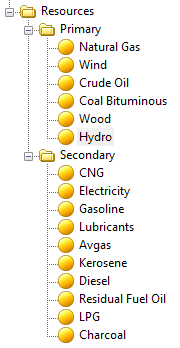 Resources
Primary
Natural Gas
Wind
Crude Oil
Coal Bituminous
Wood
Hydro
Secondary
CNG
Electricity
Gasoline
Lubricants
Avgas
Kerosene
Diesel
Residual Fuel Oil
LPG
Charcoal